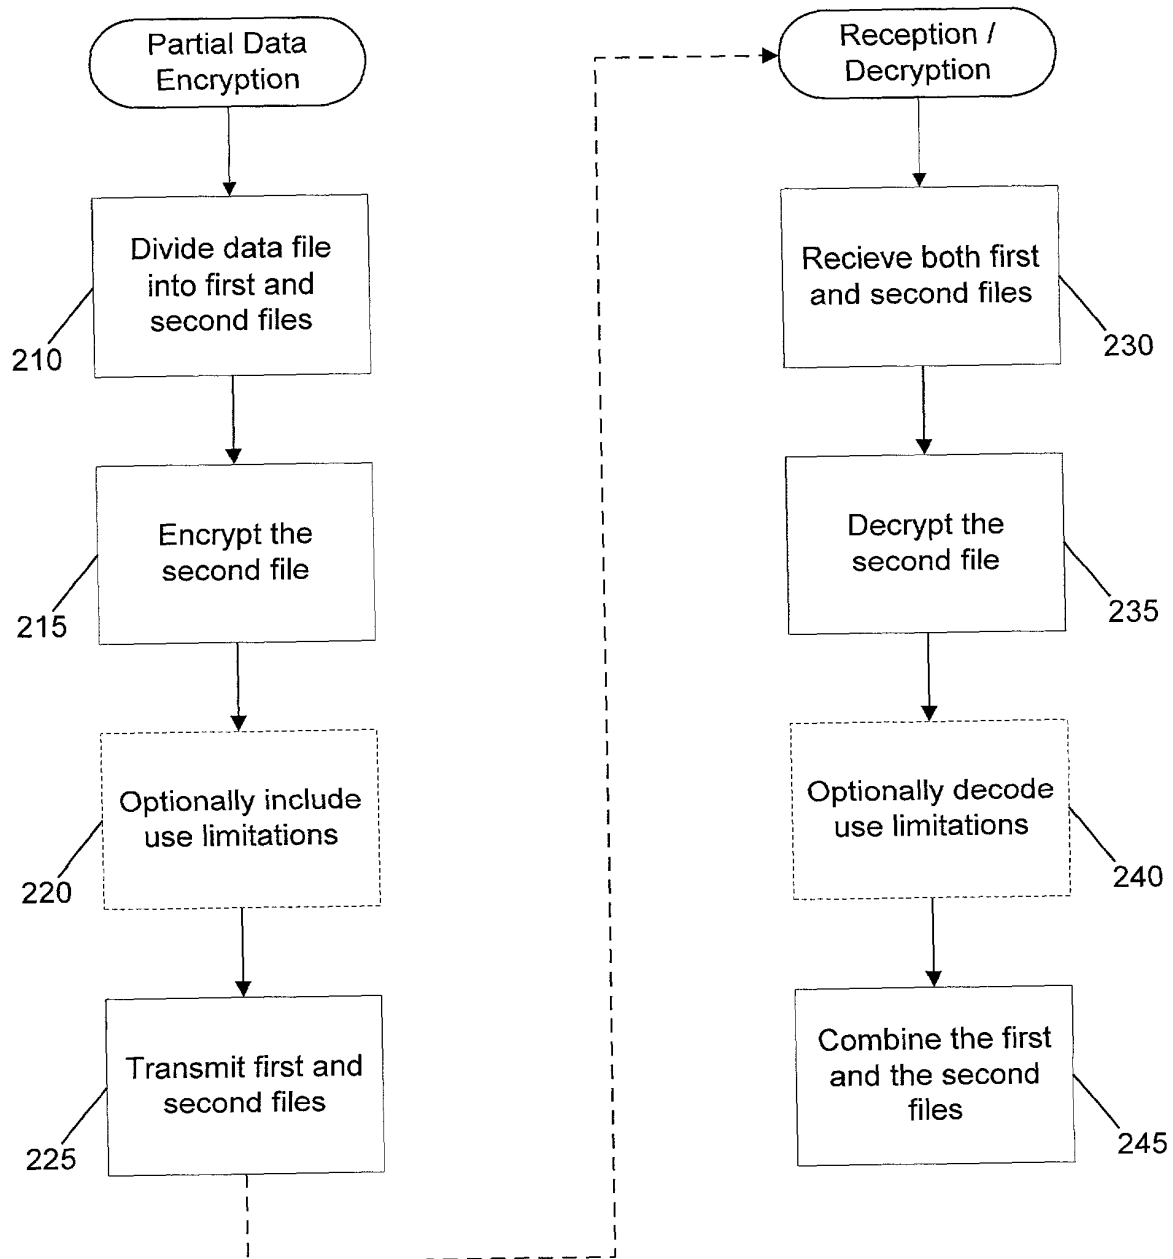 Partial Data
Encryption
Divide data file
into first and
second files
210
Encrypt the
second file
215
Optionally include
use limitations
220
Transmit first and
second files
225
Reception /
Decryption
Recieve both first
and second files
230
Decrypt the
second file
235
Optionally decode
use limitations
240
Combine the first
and the second
files
245